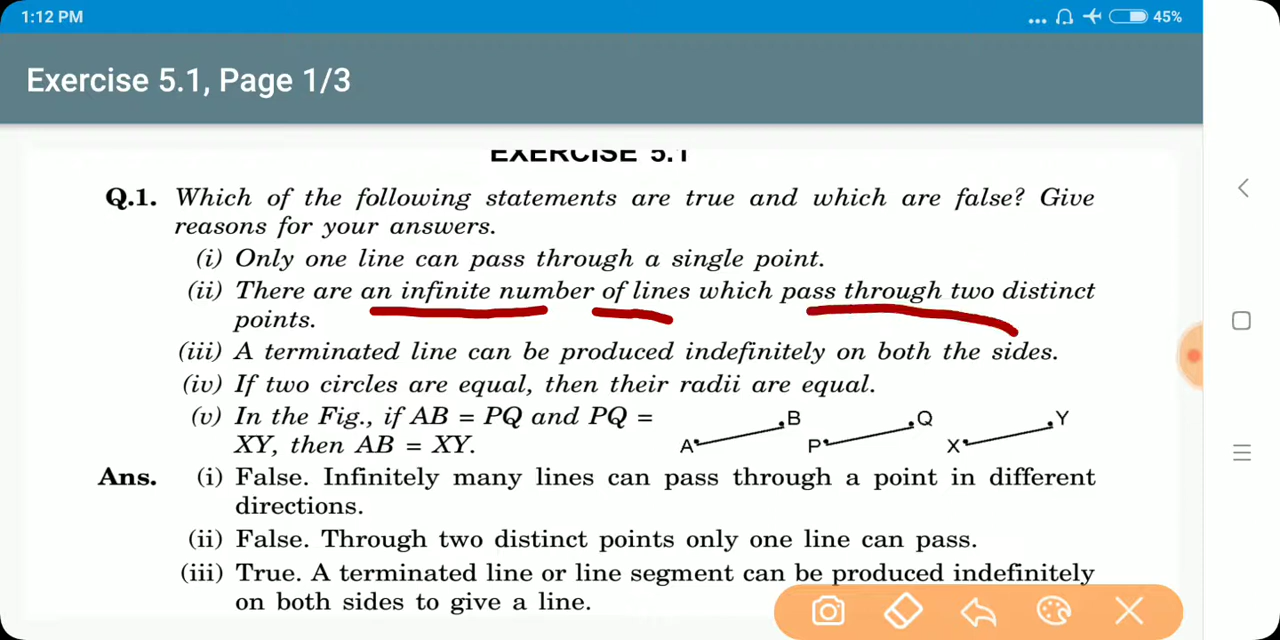 1:12 PM
45%
Exercise 5.1, Page 1/3
EXERCISE 5.1
Q.1. Which of the following statements are true and which are false? Give
reasons for your answers.
(i) Only one line can pass through a single point.
(ii) There are an infinite number of lines which pass through two distinct
points.
(iii) A terminated line can be produced indefinitely on both the sides.
(iv) If two circles are equal, then their radii are equal.
(v) In the Fig., if AB = PQ and PQ =
XY, then AB = XY.
A B P Q X Y
Ans. (i) False. Infinitely many lines can pass through a point in different
directions.
(ii) False. Through two distinct points only one line can pass.
(iii) True. A terminated line or line segment can be produced indefinitely
on both sides to give a line.